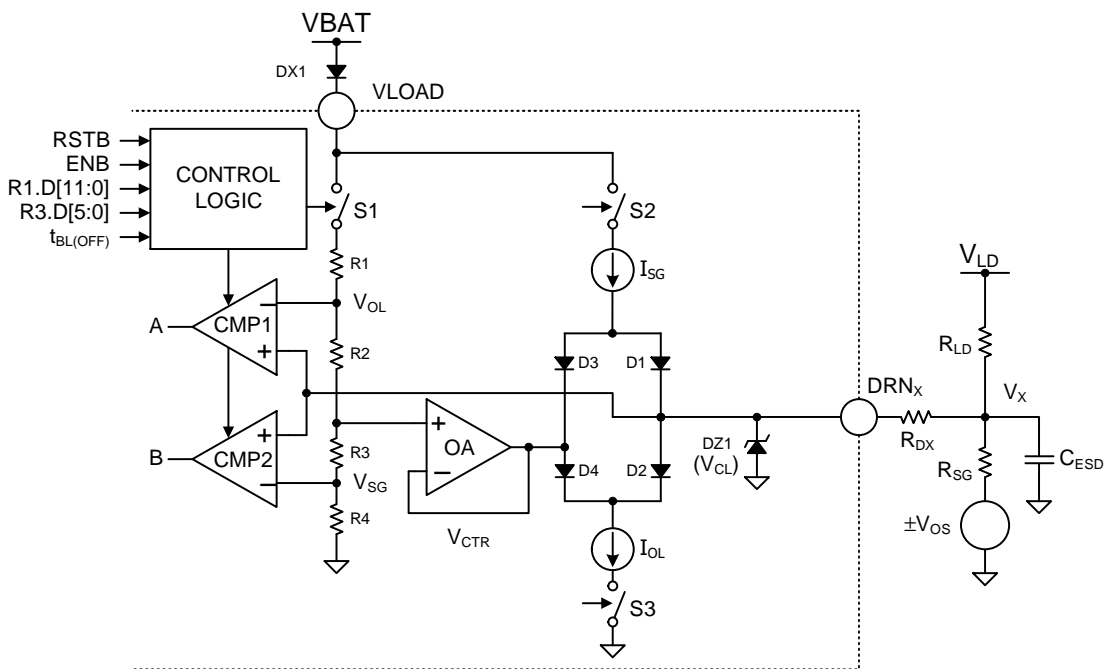 VBAT
DX1
VLOAD
RSTB
ENB
R1.D[11:0]
R3.D[5:0]
tBL(OFF)
CONTROL
LOGIC
S1
S2
R1
ISG
VLD
A
−
CMP1
+
VOL
R2
D3
D1
RLD
DRNX
VX
B
+
CMP2
−
R3
VSG
R4
+
OA
−
VCTR
D4
D2
DZ1
(VCL)
RDX
RSG
CESD
±VOS
IOL
S3